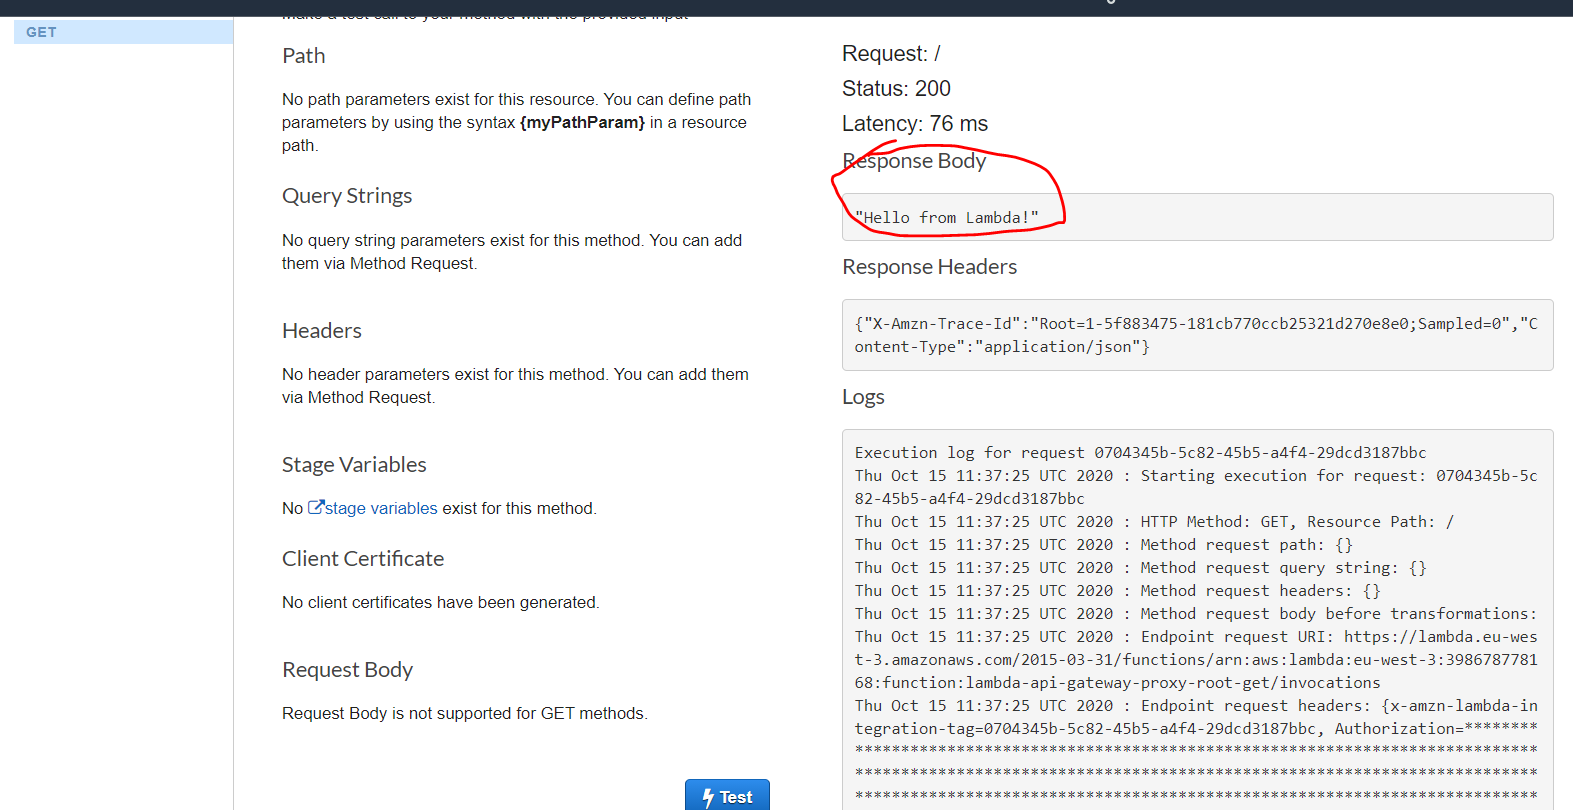 GET
Make a test call to your method with the provided input
Path
No path parameters exist for this resource. You can define path
parameters by using the syntax {myPathParam} in a resource
path.
Query Strings
No query string parameters exist for this method. You can add
them via Method Request.
Headers
No header parameters exist for this method. You can add them
via Method Request.
Stage Variables
No stage variables exist for this method.
Client Certificate
No client certificates have been generated.
Request Body
Request Body is not supported for GET methods.
Test
Request: /
Status: 200
Latency: 76 ms
Response Body
"Hello from Lambda!"
Response Headers
{"X-Amzn-Trace-Id":"Root=1-5f883475-181cb770ccb25321d270e8e0;Sampled=0","C
ontent-Type":"application/json"}
Logs
Execution log for request 0704345b-5c82-45b5-a4f4-29dcd3187bbc
Thu Oct 15 11:37:25 UTC 2020 : Starting execution for request: 0704345b-5c
82-45b5-a4f4-29dcd3187bbc
Thu Oct 15 11:37:25 UTC 2020 : HTTP Method: GET, Resource Path: /
Thu Oct 15 11:37:25 UTC 2020 : Method request path: {}
Thu Oct 15 11:37:25 UTC 2020 : Method request query string: {}
Thu Oct 15 11:37:25 UTC 2020 : Method request headers: {}
Thu Oct 15 11:37:25 UTC 2020 : Method request body before transformations:
Thu Oct 15 11:37:25 UTC 2020 : Endpoint request URI: https://lambda.eu-wes
t-3.amazonaws.com/2015-03-31/functions/arn:aws:lambda:eu-west-3:3986787781
68:function:lambda-api-gateway-proxy-root-get/invocations
Thu Oct 15 11:37:25 UTC 2020 : Endpoint request headers: {x-amzn-lambda-in
tegration-tag=0704345b-5c82-45b5-a4f4-29dcd3187bbc, Authorization=********
**************************************************************************
**************************************************************************
**************************************************************************